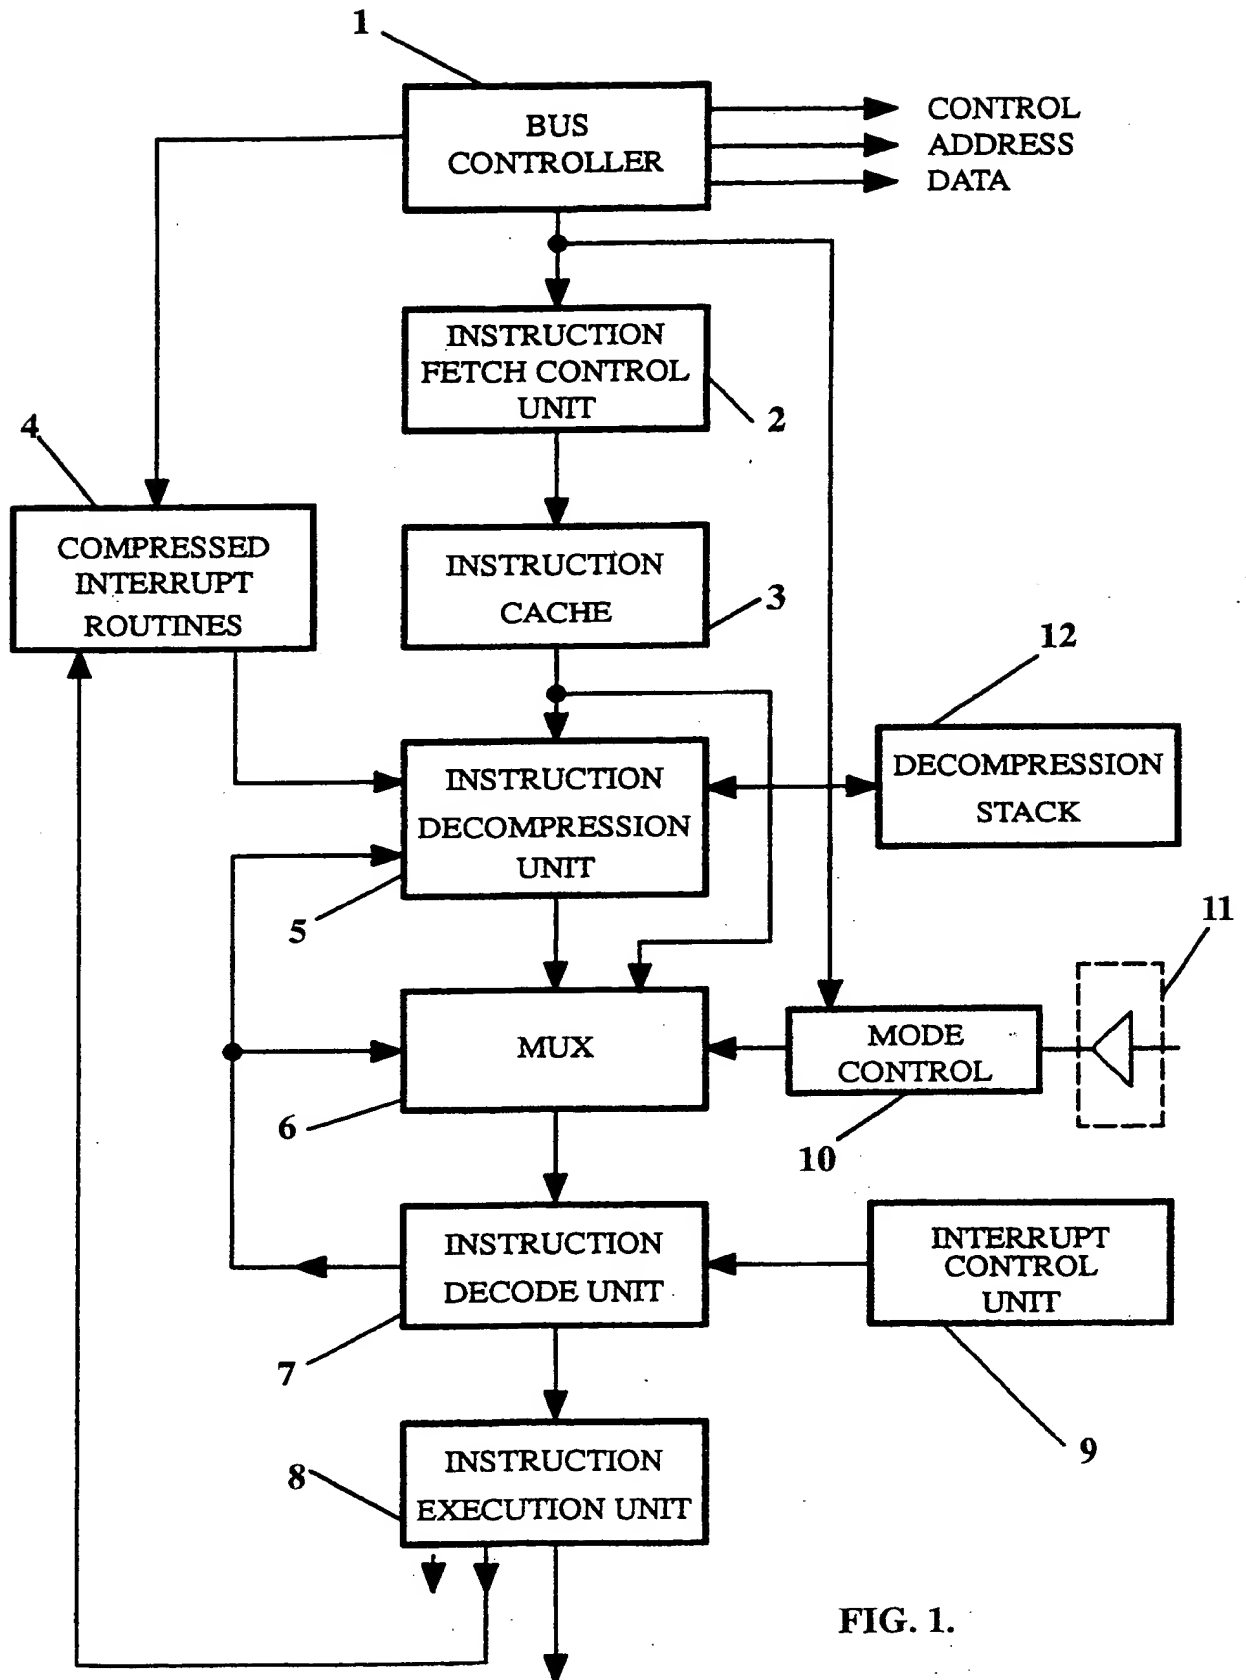 1
BUS
CONTROLLER
CONTROL
ADDRESS
DATA
INSTRUCTION
FETCH CONTROL
UNIT
2
4
COMPRESSED
INTERRUPT
ROUTINES
INSTRUCTION
CACHE
3
12
DECOMPRESSION
STACK
INSTRUCTION
DECOMPRESSION
UNIT
5
11
MUX
6
MODE
CONTROL
10
INSTRUCTION
DECODE UNIT
7
INTERRUPT
CONTROL
UNIT
9
INSTRUCTION
EXECUTION UNIT
8
FIG. 1.